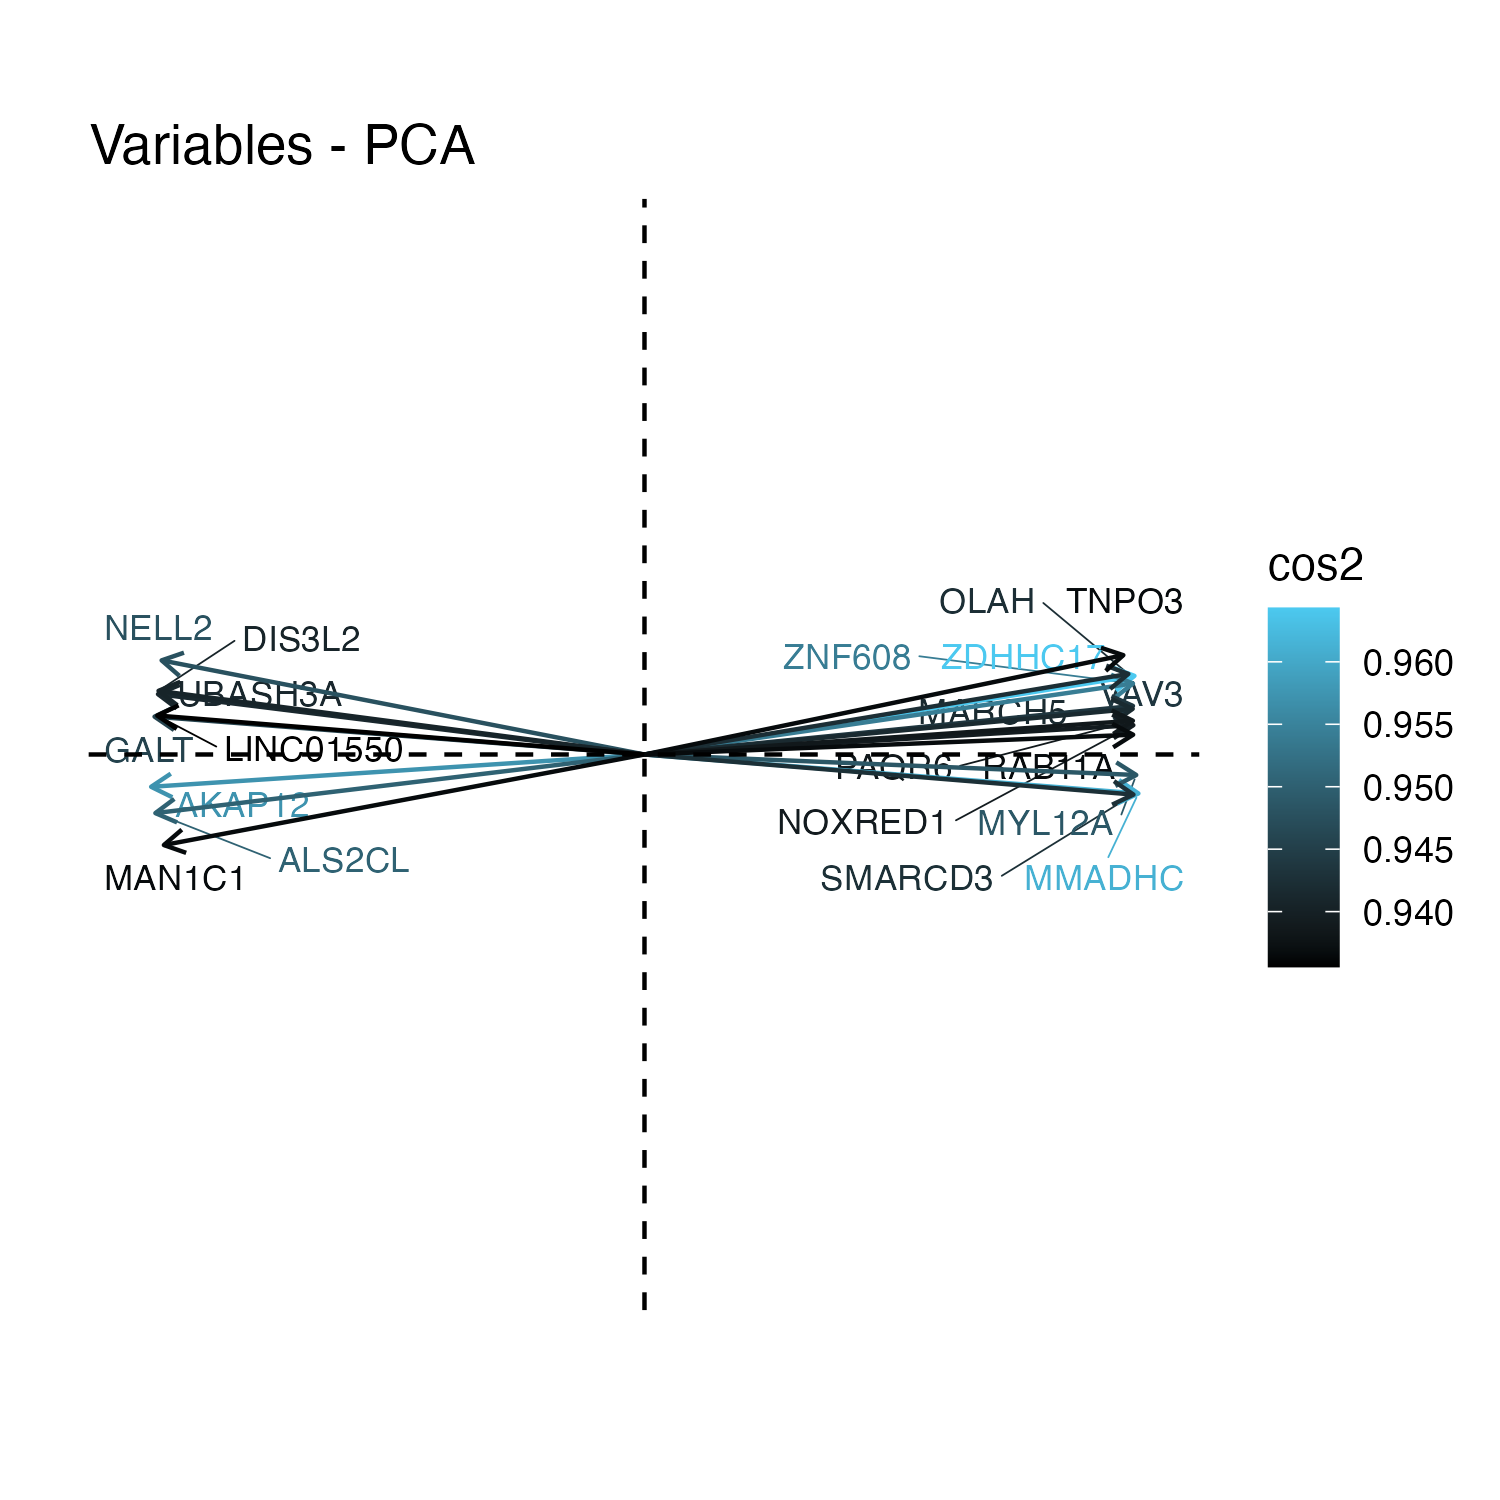 Variables - PCA
NELL2
DIS3L2
UBASH3A
GALT
LINC01550
AKAP12
ALS2CL
MAN1C1
OLAH
TNPO3
ZNF608
ZDHHC17
VAV3
MARCH5
PAQR6
RAB11A
NOXRED1
MYL12A
SMARCD3
MMADHC
cos2
0.960
0.955
0.950
0.945
0.940